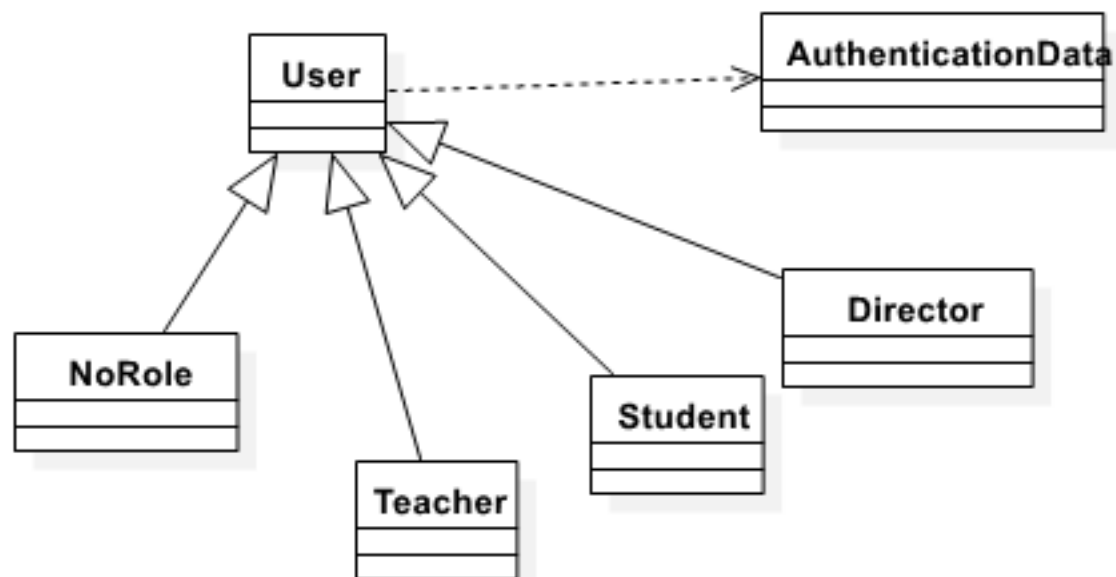 User
AuthenticationData
Director
NoRole
Student
Teacher